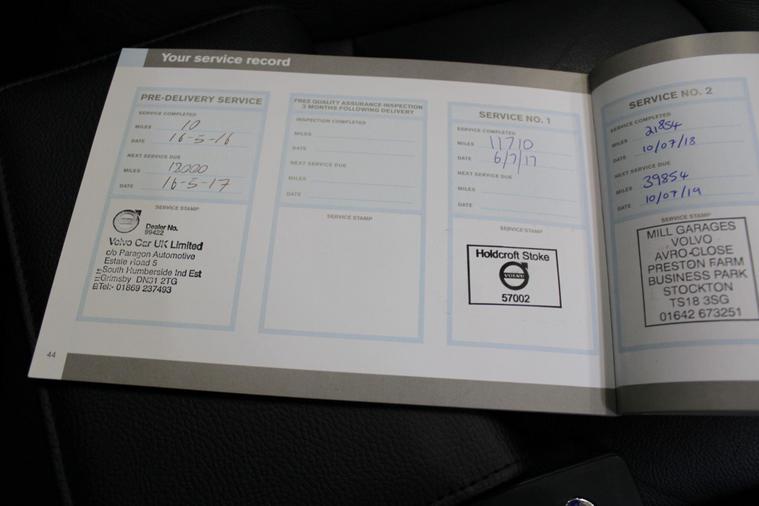 Your service record
PRE-DELIVERY SERVICE
SERVICE COMPLETED
MILES 10
DATE 16-5-16
NEXT SERVICE DUE
MILES 18000
DATE 16-5-17
SERVICE STAMP
Dealer No.
99422
Volvo Car UK Limited
c/o Paragon Automotive
Estate Road 5
South Humberside Ind Est
Grimsby DN31 2TG
Tel:- 01869 237493
FREE QUALITY ASSURANCE INSPECTION
3 MONTHS FOLLOWING DELIVERY
INSPECTION COMPLETED
MILES
DATE
NEXT SERVICE DUE
MILES
DATE
SERVICE STAMP
SERVICE NO. 1
SERVICE COMPLETED
MILES 11710
DATE 6/7/17
NEXT SERVICE DUE
MILES
DATE
SERVICE STAMP
Holdcroft Stoke
VOLVO
57002
SERVICE NO. 2
SERVICE COMPLETED
MILES 21854
DATE 10/07/18
NEXT SERVICE DUE
MILES 39854
DATE 10/07/19
SERVICE STAMP
MILL GARAGES
VOLVO
AVRO-CLOSE
PRESTON FARM
BUSINESS PARK
STOCKTON
TS18 3SG
01642 673251
44